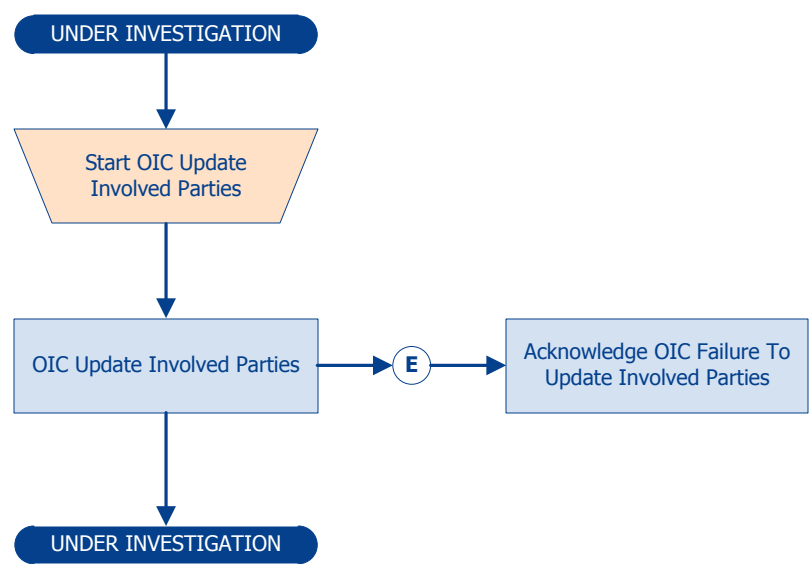 UNDER INVESTIGATION
Start OIC Update
Involved Parties
OIC Update Involved Parties
E
Acknowledge OIC Failure To
Update Involved Parties
UNDER INVESTIGATION